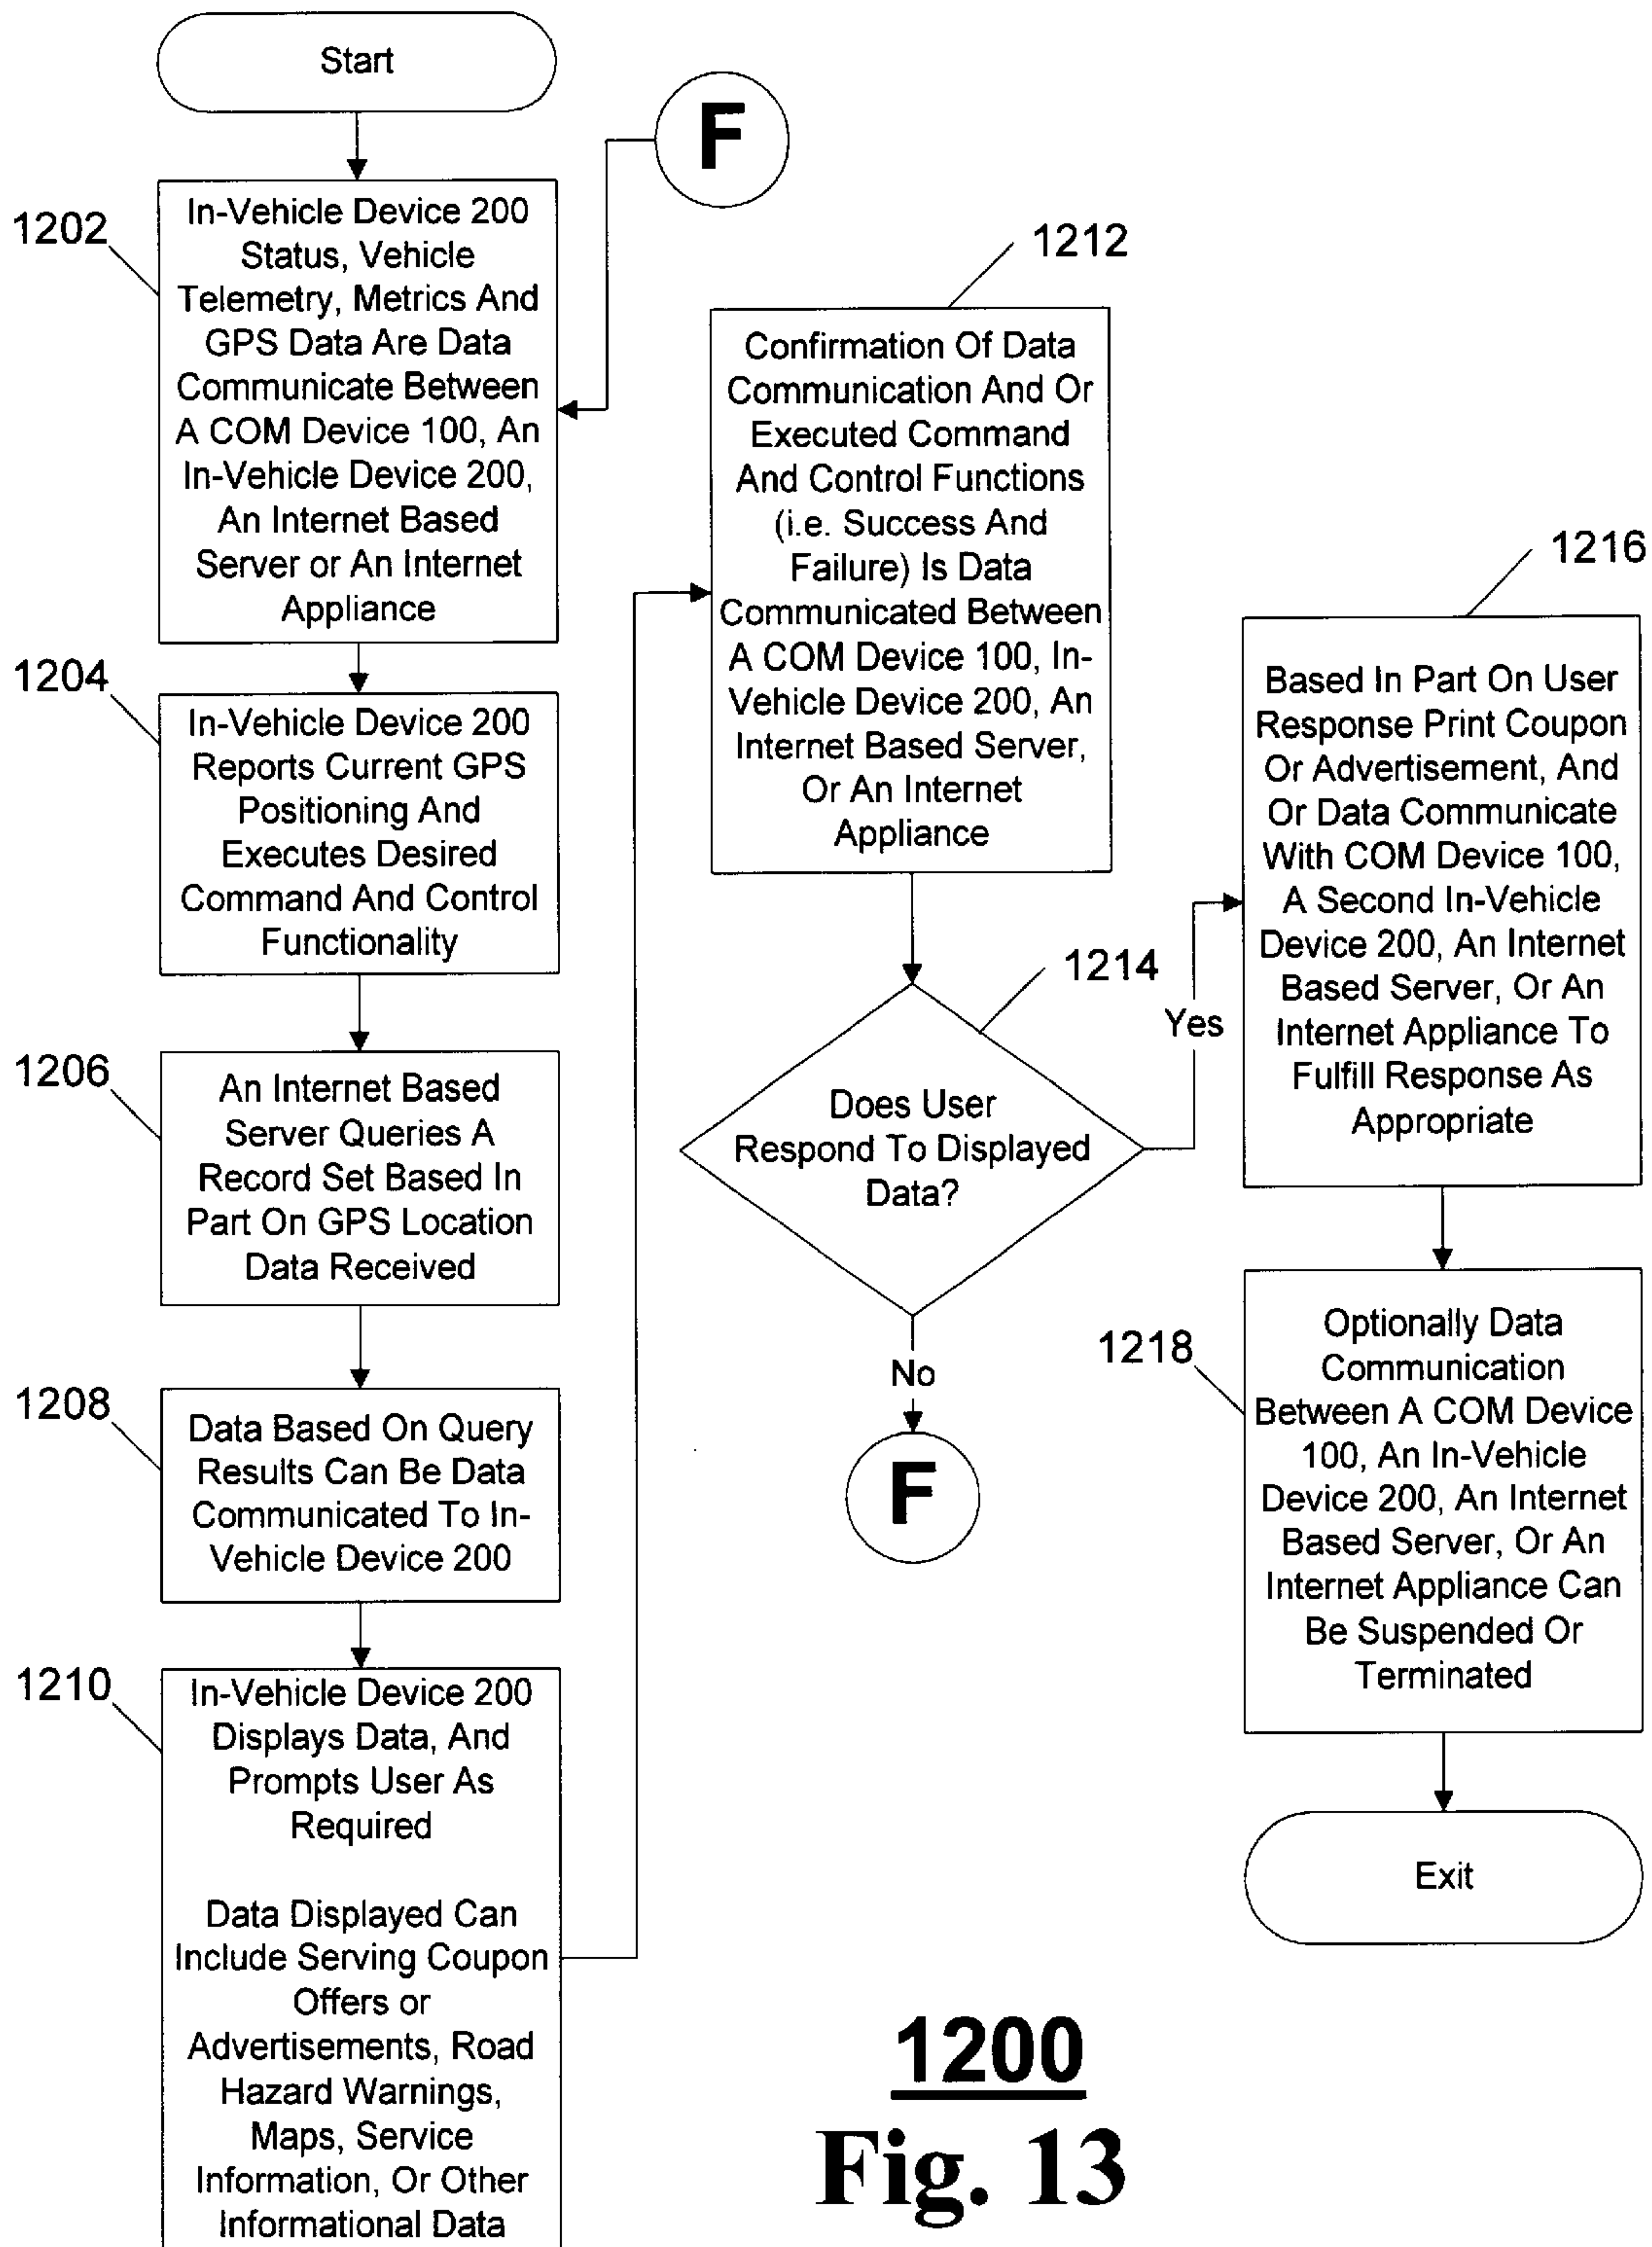 Start
F
1202
In-Vehicle Device 200
Status, Vehicle
Telemetry, Metrics And
GPS Data Are Data
Communicate Between
A COM Device 100, An
In-Vehicle Device 200,
An Internet Based
Server or An Internet
Appliance
1204
In-Vehicle Device 200
Reports Current GPS
Positioning And
Executes Desired
Command And Control
Functionality
1206
An Internet Based
Server Queries A
Record Set Based In
Part On GPS Location
Data Received
1208
Data Based On Query
Results Can Be Data
Communicated To In-
Vehicle Device 200
1210
In-Vehicle Device 200
Displays Data, And
Prompts User As
Required
Data Displayed Can
Include Serving Coupon
Offers or
Advertisements, Road
Hazard Warnings,
Maps, Service
Information, Or Other
Informational Data
1212
Confirmation Of Data
Communication And Or
Executed Command
And Control Functions
(i.e. Success And
Failure) Is Data
Communicated Between
A COM Device 100, In-
Vehicle Device 200, An
Internet Based Server,
Or An Internet
Appliance
1214
Does User
Respond To Displayed
Data?
Yes
No
F
1216
Based In Part On User
Response Print Coupon
Or Advertisement, And
Or Data Communicate
With COM Device 100,
A Second In-Vehicle
Device 200, An Internet
Based Server, Or An
Internet Appliance To
Fulfill Response As
Appropriate
1218
Optionally Data
Communication
Between A COM Device
100, An In-Vehicle
Device 200, An Internet
Based Server, Or An
Internet Appliance Can
Be Suspended Or
Terminated
Exit
1200
Fig. 13